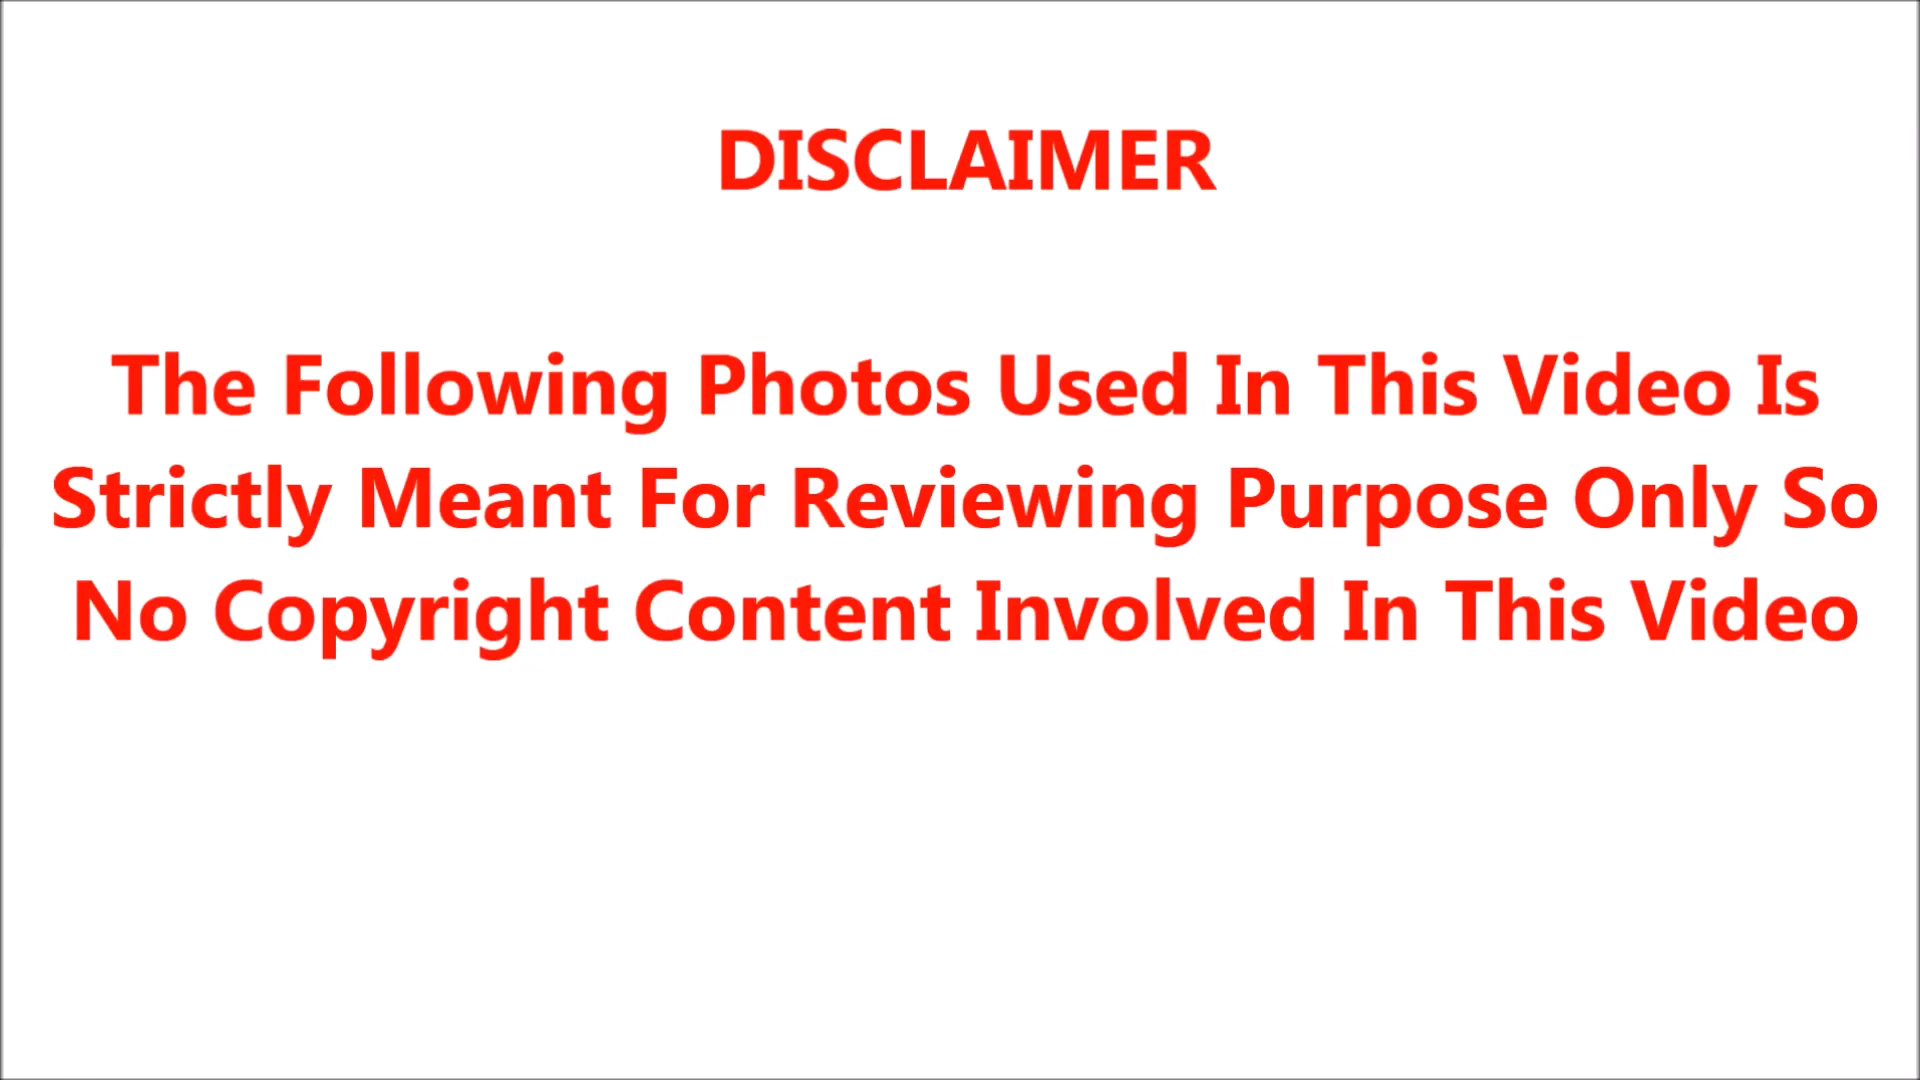 DISCLAIMER
The Following Photos Used In This Video Is
Strictly Meant For Reviewing Purpose Only So
No Copyright Content Involved In This Video